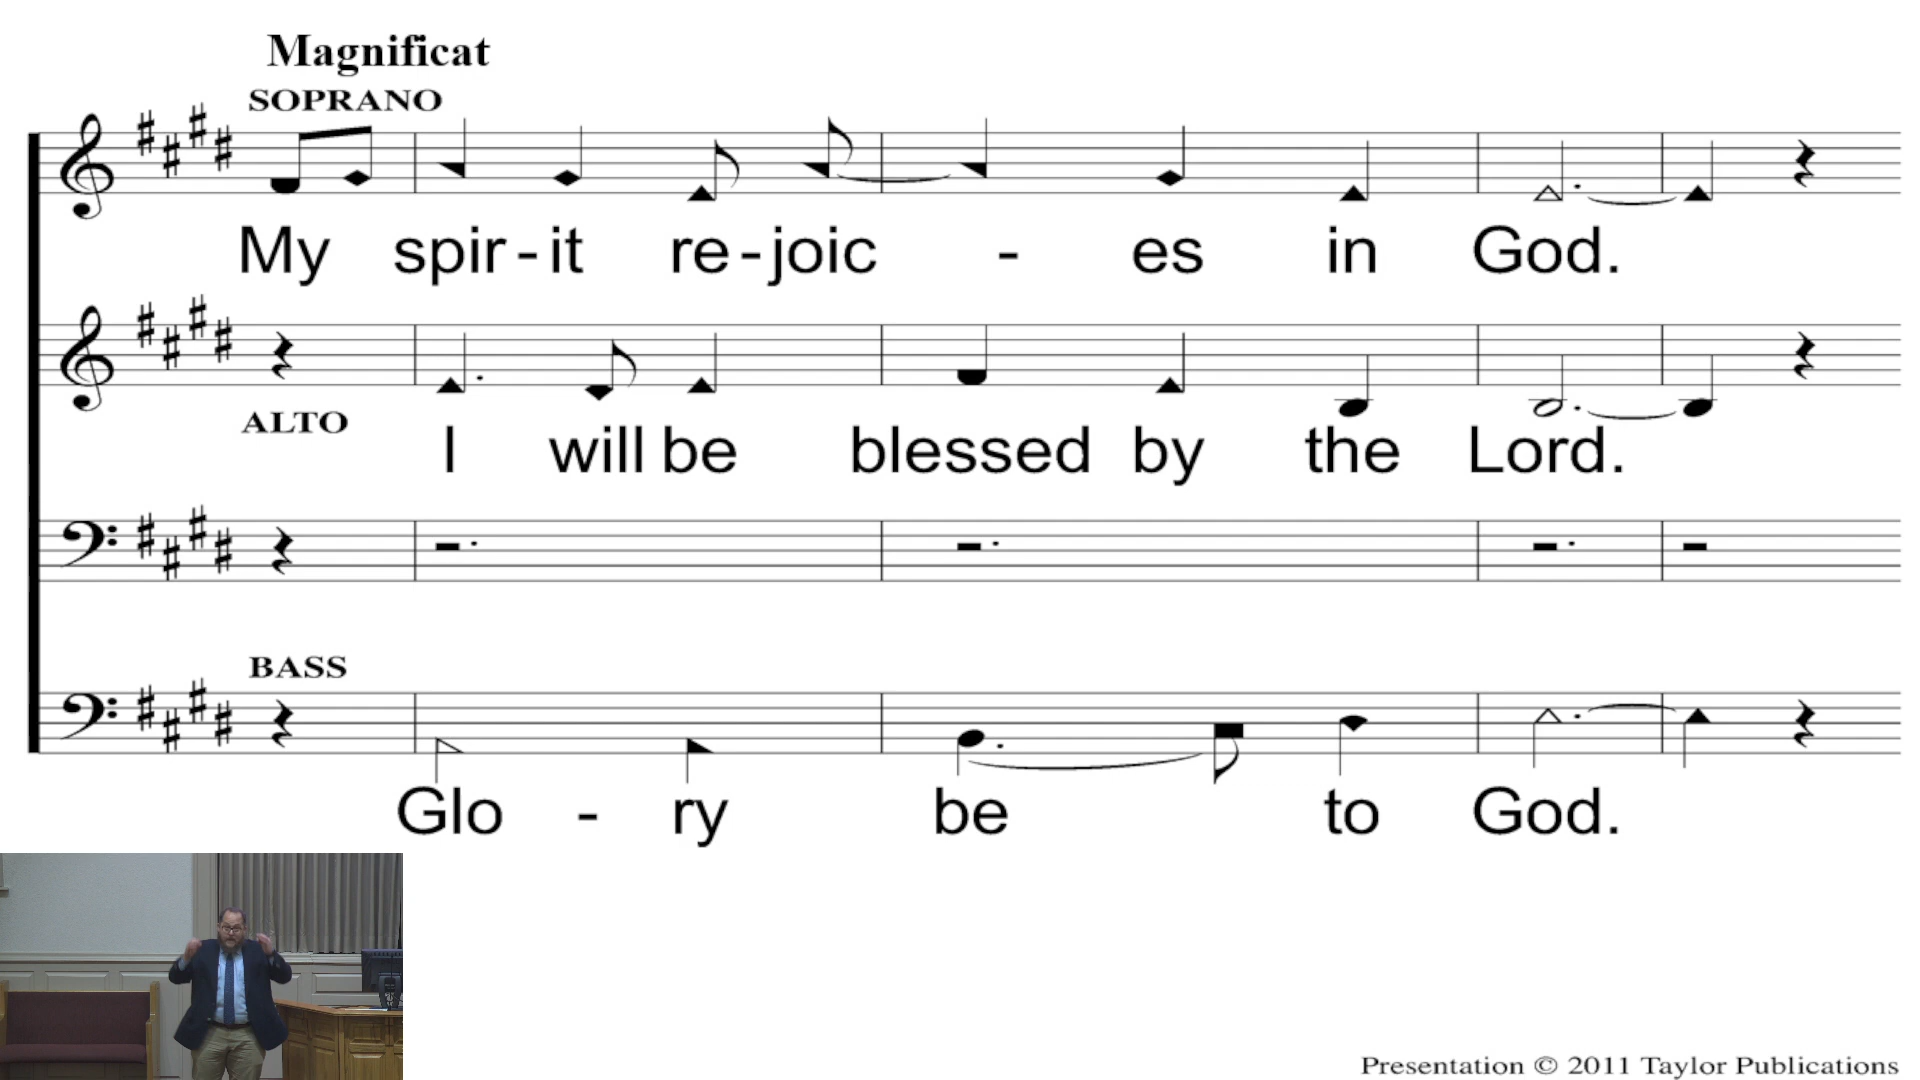 Magnificat
SOPRANO
My spir - it re - joic - es in God.
ALTO
I will be blessed by the Lord.
BASS
Glo - ry be to God.
Presentation © 2011 Taylor Publications